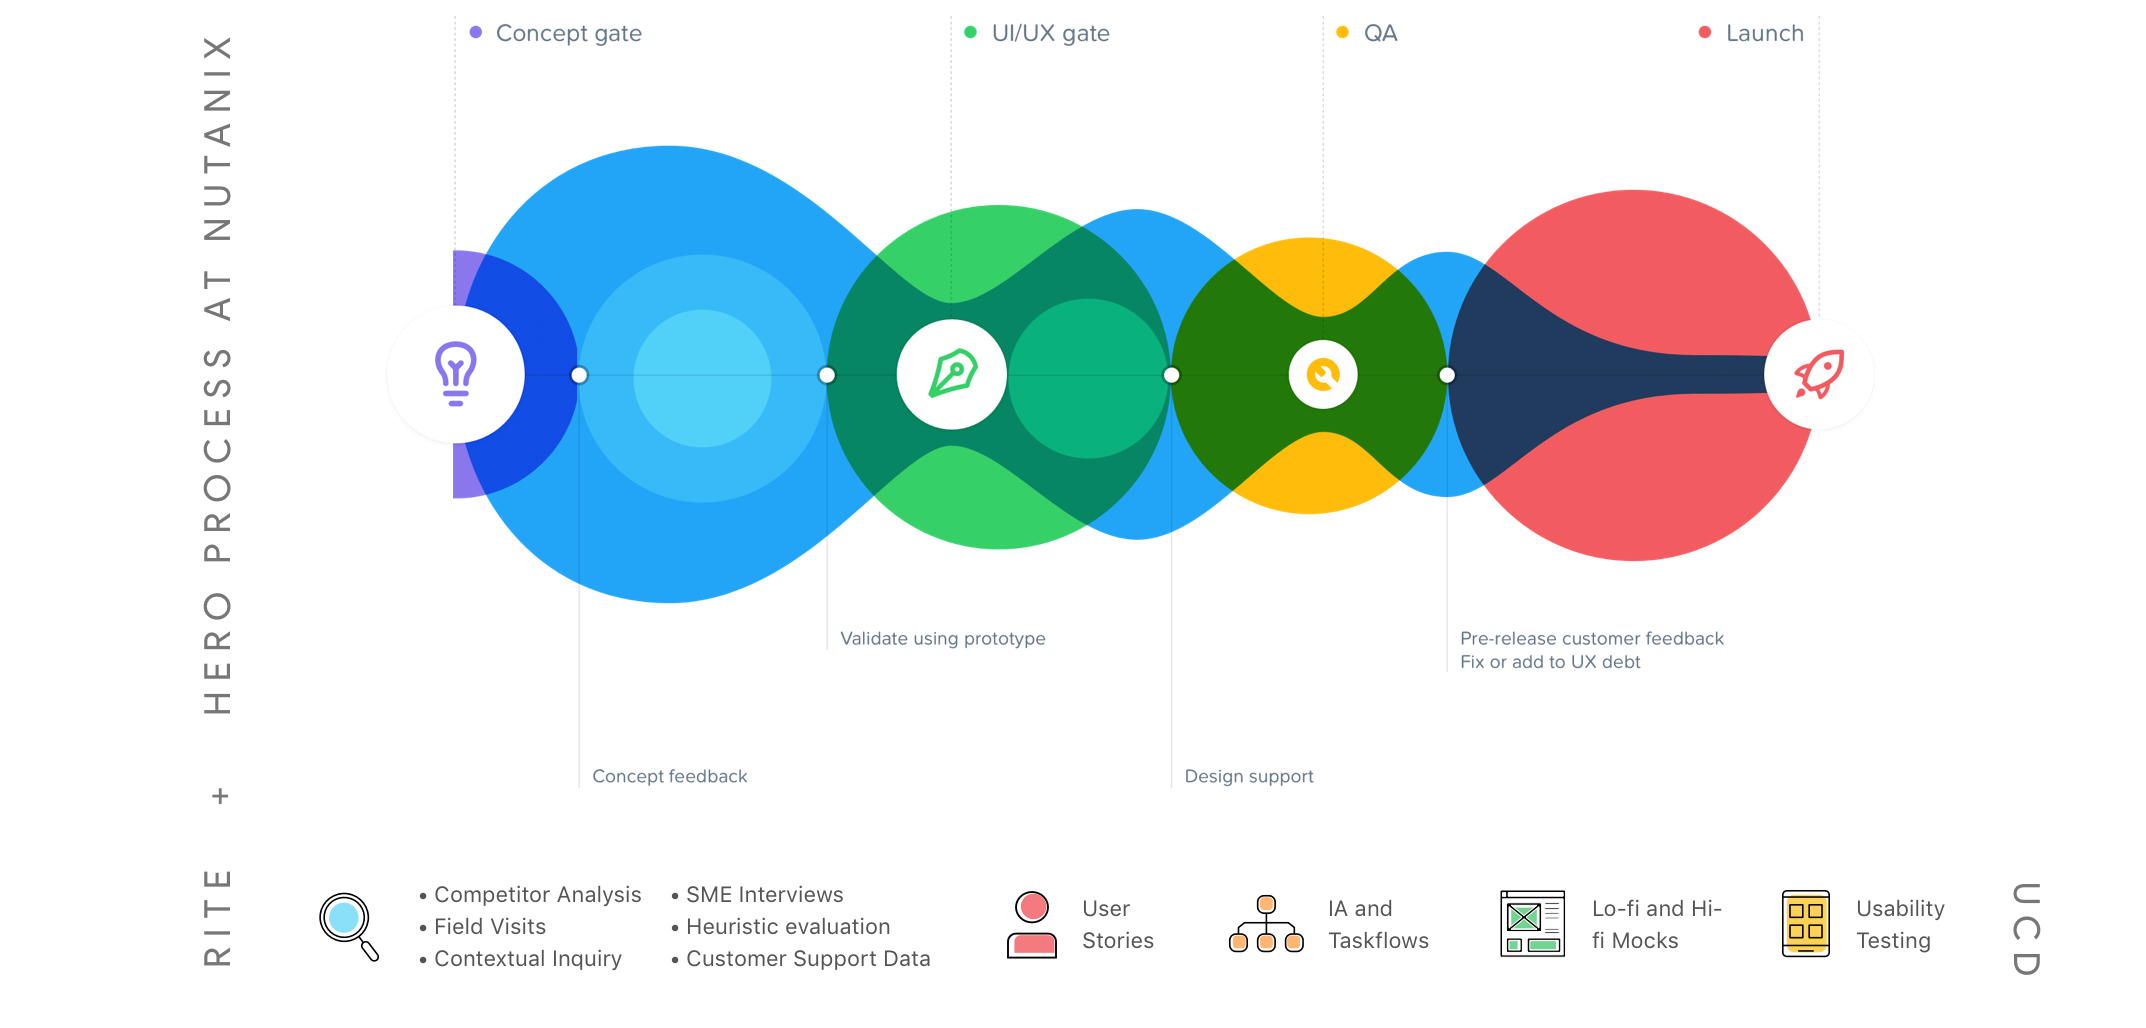 Concept gate
UI/UX gate
QA
Launch
HERO PROCESS AT NUTANIX
Validate using prototype
Pre-release customer feedback
Fix or add to UX debt
Concept feedback
Design support
+
RITE
• Competitor Analysis
• Field Visits
• Contextual Inquiry
• SME Interviews
• Heuristic evaluation
• Customer Support Data
User
Stories
IA and
Taskflows
Lo-fi and Hi-
fi Mocks
Usability
Testing
UCD